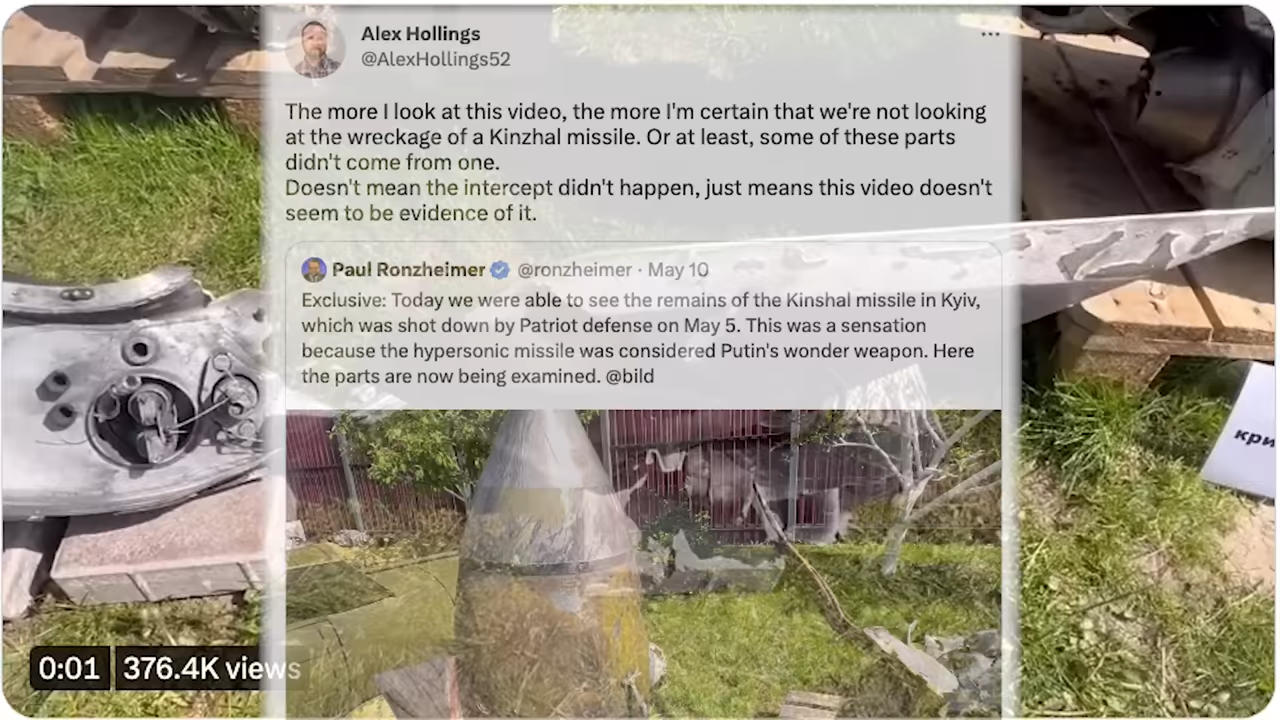 Alex Hollings
@AlexHollings52
The more I look at this video, the more I'm certain that we're not looking
at the wreckage of a Kinzhal missile. Or at least, some of these parts
didn't come from one.
Doesn't mean the intercept didn't happen, just means this video doesn't
seem to be evidence of it.
Paul Ronzheimer @ronzheimer · May 10
Exclusive: Today we were able to see the remains of the Kinshal missile in Kyiv,
which was shot down by Patriot defense on May 5. This was a sensation
because the hypersonic missile was considered Putin's wonder weapon. Here
the parts are now being examined. @bild
кри
0:01 376.4K views